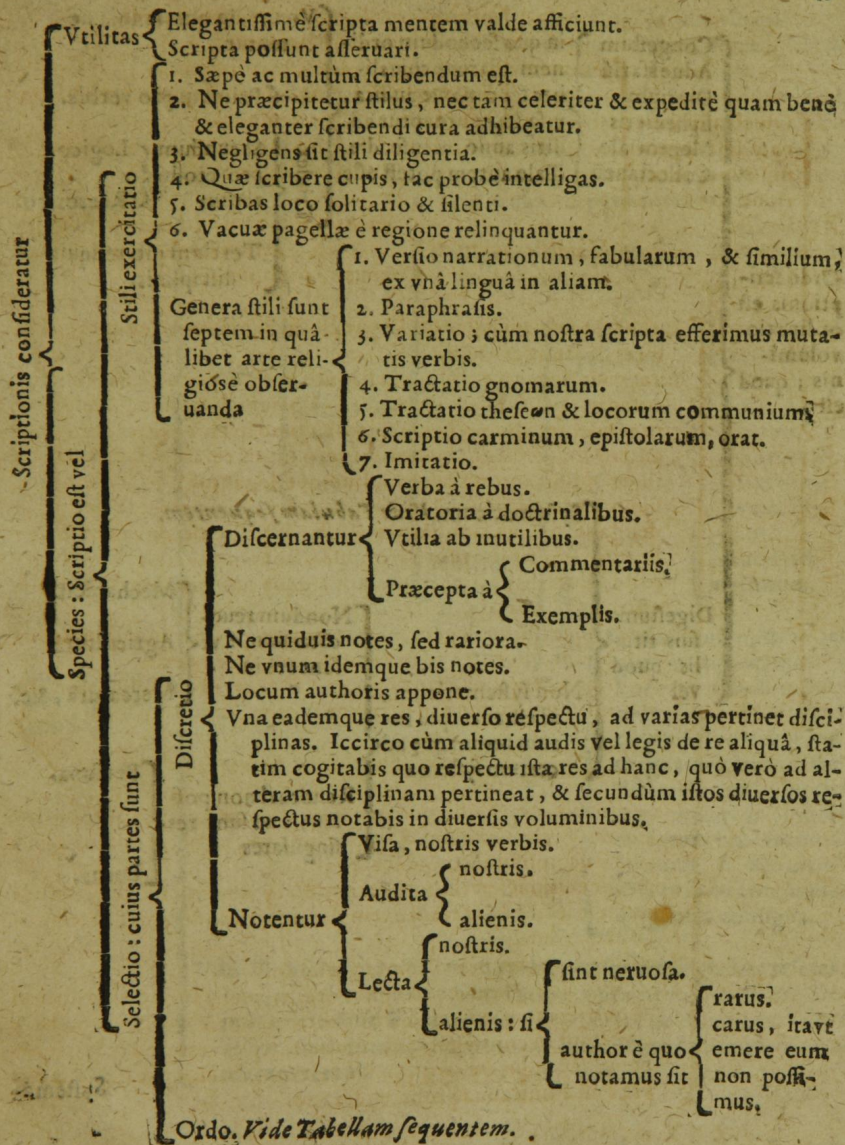 Scriptionis consideratur
Vtilitas
Elegantissimè scripta mentem valde afficiunt.
Scripta possunt asseruari.
Species : Scriptio est vel
Stili exercitatio
1. Sæpè ac multùm scribendum est.
2. Ne præcipitetur stilus, nec tam celeriter & expeditè quam benè
& eleganter scribendi cura adhibeatur.
3. Negligens sit stili diligentia.
4. Quæ scribere cupis, fac probè intelligas.
5. Scribas loco solitario & silenti.
6. Vacuæ pagellæ è regione relinquantur.
Genera stili sunt
septem in quâ-
libet arte reli-
giósè obser-
uanda
1. Versio narrationum, fabularum , & similium,
ex vnâ linguâ in aliam.
2. Paraphrasis.
3. Variatio ; cùm nostra scripta efferimus muta-
tis verbis.
4. Tractatio gnomarum.
5. Tractatio theseωn & locorum communium,
6. Scriptio carminum, epistolarum, orat.
7. Imitatio.
Selectio : cuius partes sunt
Discretio
Discernantur
Verba à rebus.
Oratoria à doctrinalibus.
Vtilia ab inutilibus.
Præcepta à
Commentariis.
Exemplis.
Ne quiduis notes, sed rariora.
Ne vnum idemque bis notes.
Locum authoris appone.
Vna eademque res, diuerso respectu, ad varias pertinet disci-
plinas. Iccirco cùm aliquid audis vel legis de re aliquâ, sta-
tim cogitabis quo respectu ista res ad hanc, quò verò ad al-
teram disciplinam pertineat, & secundùm istos diuersos re-
spectus notabis in diuersis voluminibus.
Notentur
Visa, nostris verbis.
Audita
nostris.
alienis.
Lecta
nostris.
alienis : si
sint neruosa.
author è quo
notamus sit
rarus.
carus, itavt
emere eum
non possi-
mus.
Ordo. Vide Tabellam sequentem.